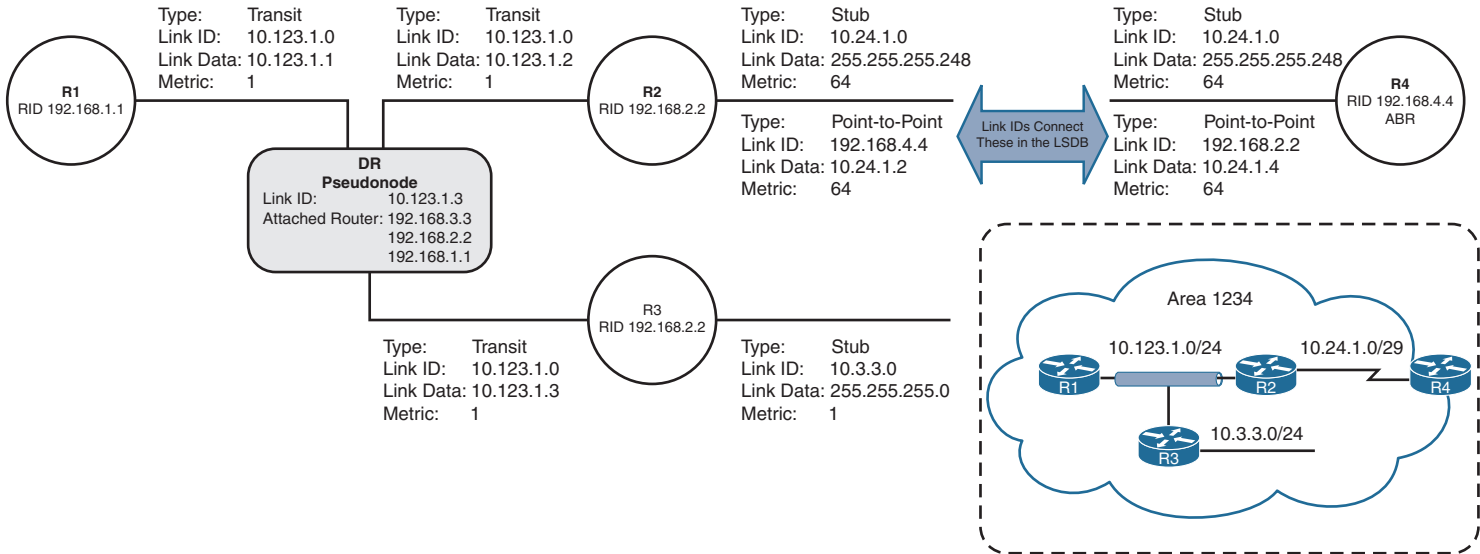 Type: Transit
Link ID: 10.123.1.0
Link Data: 10.123.1.1
Metric: 1
Type: Transit
Link ID: 10.123.1.0
Link Data: 10.123.1.2
Metric: 1
Type: Stub
Link ID: 10.24.1.0
Link Data: 255.255.255.248
Metric: 64
Type: Stub
Link ID: 10.24.1.0
Link Data: 255.255.255.248
Metric: 64
R1
RID 192.168.1.1
R2
RID 192.168.2.2
R4
RID 192.168.4.4
ABR
Type: Point-to-Point
Link ID: 192.168.4.4
Link Data: 10.24.1.2
Metric: 64
Link IDs Connect
These in the LSDB
Type: Point-to-Point
Link ID: 192.168.2.2
Link Data: 10.24.1.4
Metric: 64
DR
Pseudonode
Link ID: 10.123.1.3
Attached Router: 192.168.3.3
192.168.2.2
192.168.1.1
R3
RID 192.168.2.2
Type: Transit
Link ID: 10.123.1.0
Link Data: 10.123.1.3
Metric: 1
Type: Stub
Link ID: 10.3.3.0
Link Data: 255.255.255.0
Metric: 1
Area 1234
10.123.1.0/24
10.24.1.0/29
R1
R2
R4
10.3.3.0/24
R3